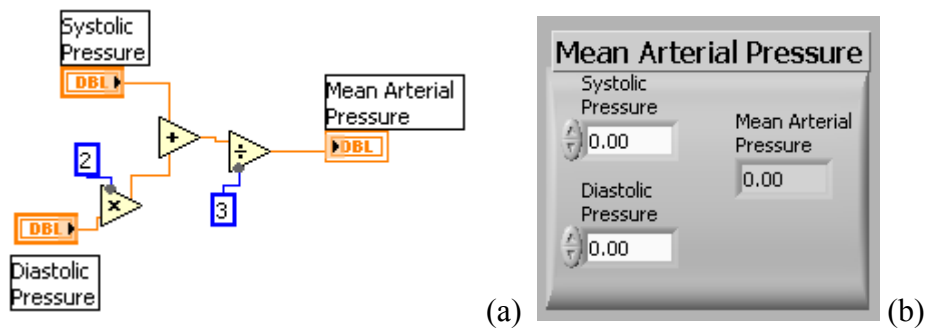 Systolic
Pressure
DBL
Mean Arterial
Pressure
+
÷
DBL
2
×
3
DBL
Diastolic
Pressure
(a)
Mean Arterial Pressure
Systolic
Pressure
0.00
Mean Arterial
Pressure
0.00
Diastolic
Pressure
0.00
(b)